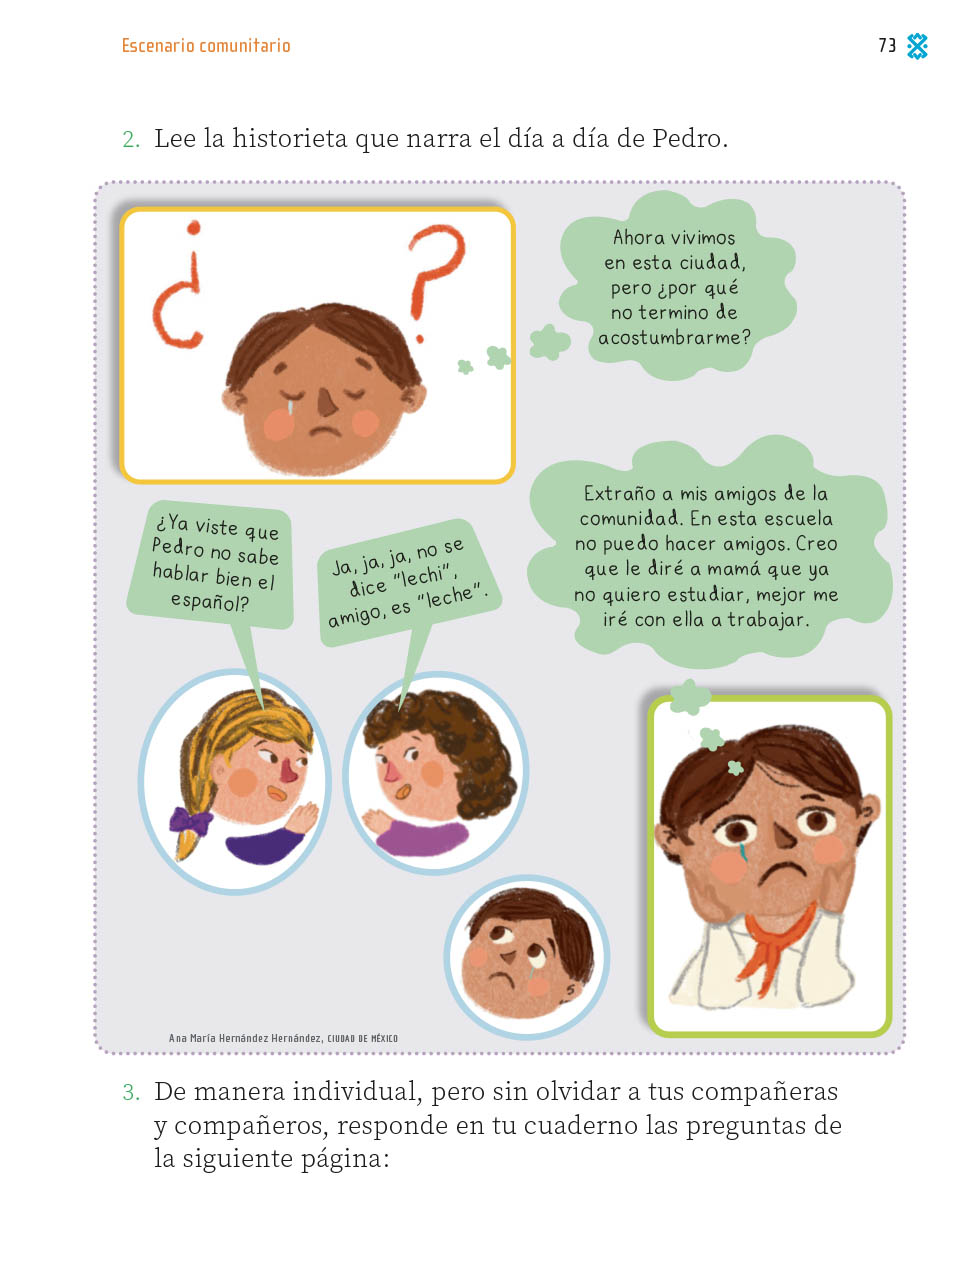 Escenario comunitario
73
2. Lee la historieta que narra el día a día de Pedro.
¿?
Ahora vivimos
en esta ciudad,
pero ¿por qué
no termino de
acostumbrarme?
Extraño a mis amigos de la
comunidad. En esta escuela
no puedo hacer amigos. Creo
que le diré a mamá que ya
no quiero estudiar, mejor me
iré con ella a trabajar.
¿Ya viste que
Pedro no sabe
hablar bien el
español?
Ja, ja, ja, no se
dice "lechi",
amigo, es "leche".
Ana María Hernández Hernández, CIUDAD DE MÉXICO
3. De manera individual, pero sin olvidar a tus compañeras
y compañeros, responde en tu cuaderno las preguntas de
la siguiente página: